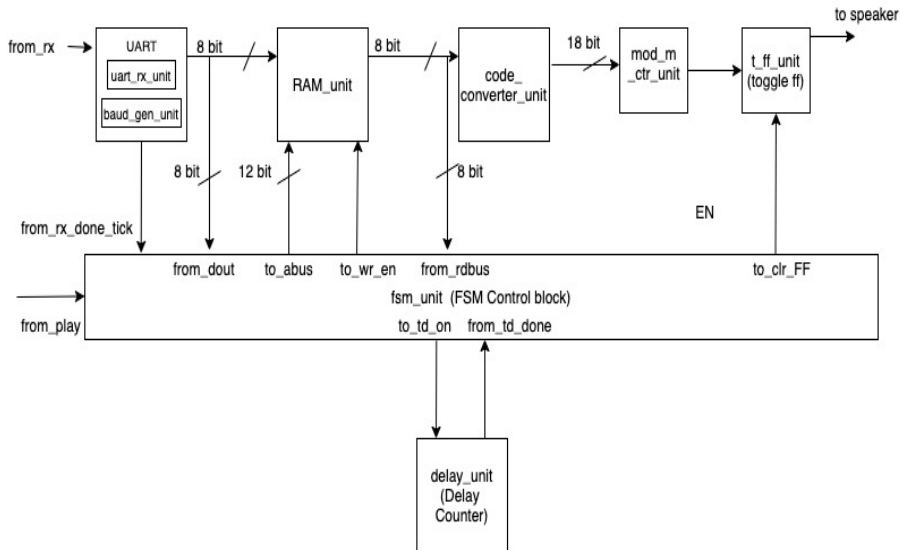 to speaker
from_rx
UART
uart_rx_unit
baud_gen_unit
8 bit
RAM_unit
8 bit
code_
converter_unit
18 bit
mod_m
_ctr_unit
t_ff_unit
(toggle ff)
8 bit
12 bit
8 bit
from_rx_done_tick
EN
from_dout
to_abus
to_wr_en
from_rdbus
to_clr_FF
fsm_unit (FSM Control block)
from_play
to_td_on
from_td_done
delay_unit
(Delay
Counter)